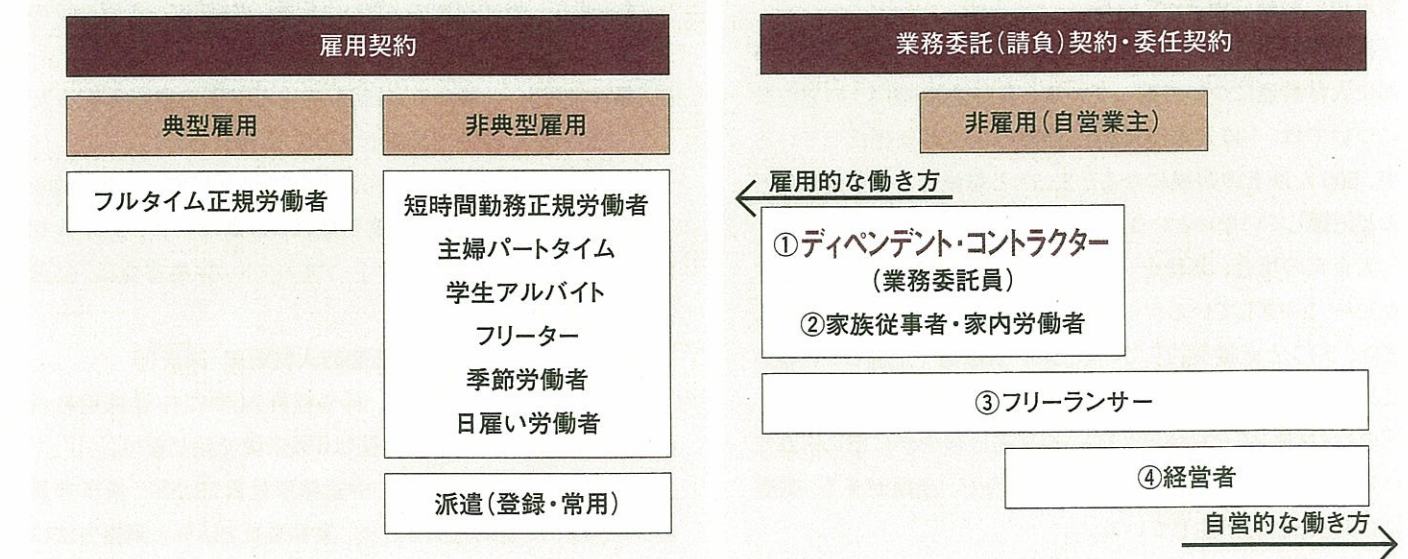 雇用契約
典型雇用
非典型雇用
フルタイム正規労働者
短時間勤務正規労働者
主婦パートタイム
学生アルバイト
フリーター
季節労働者
日雇い労働者
派遣(登録・常用)
業務委託(請負)契約・委任契約
非雇用(自営業主)
雇用的な働き方
①ディペンデント・コントラクター
(業務委託員)
②家族従事者・家内労働者
③フリーランサー
④経営者
自営的な働き方